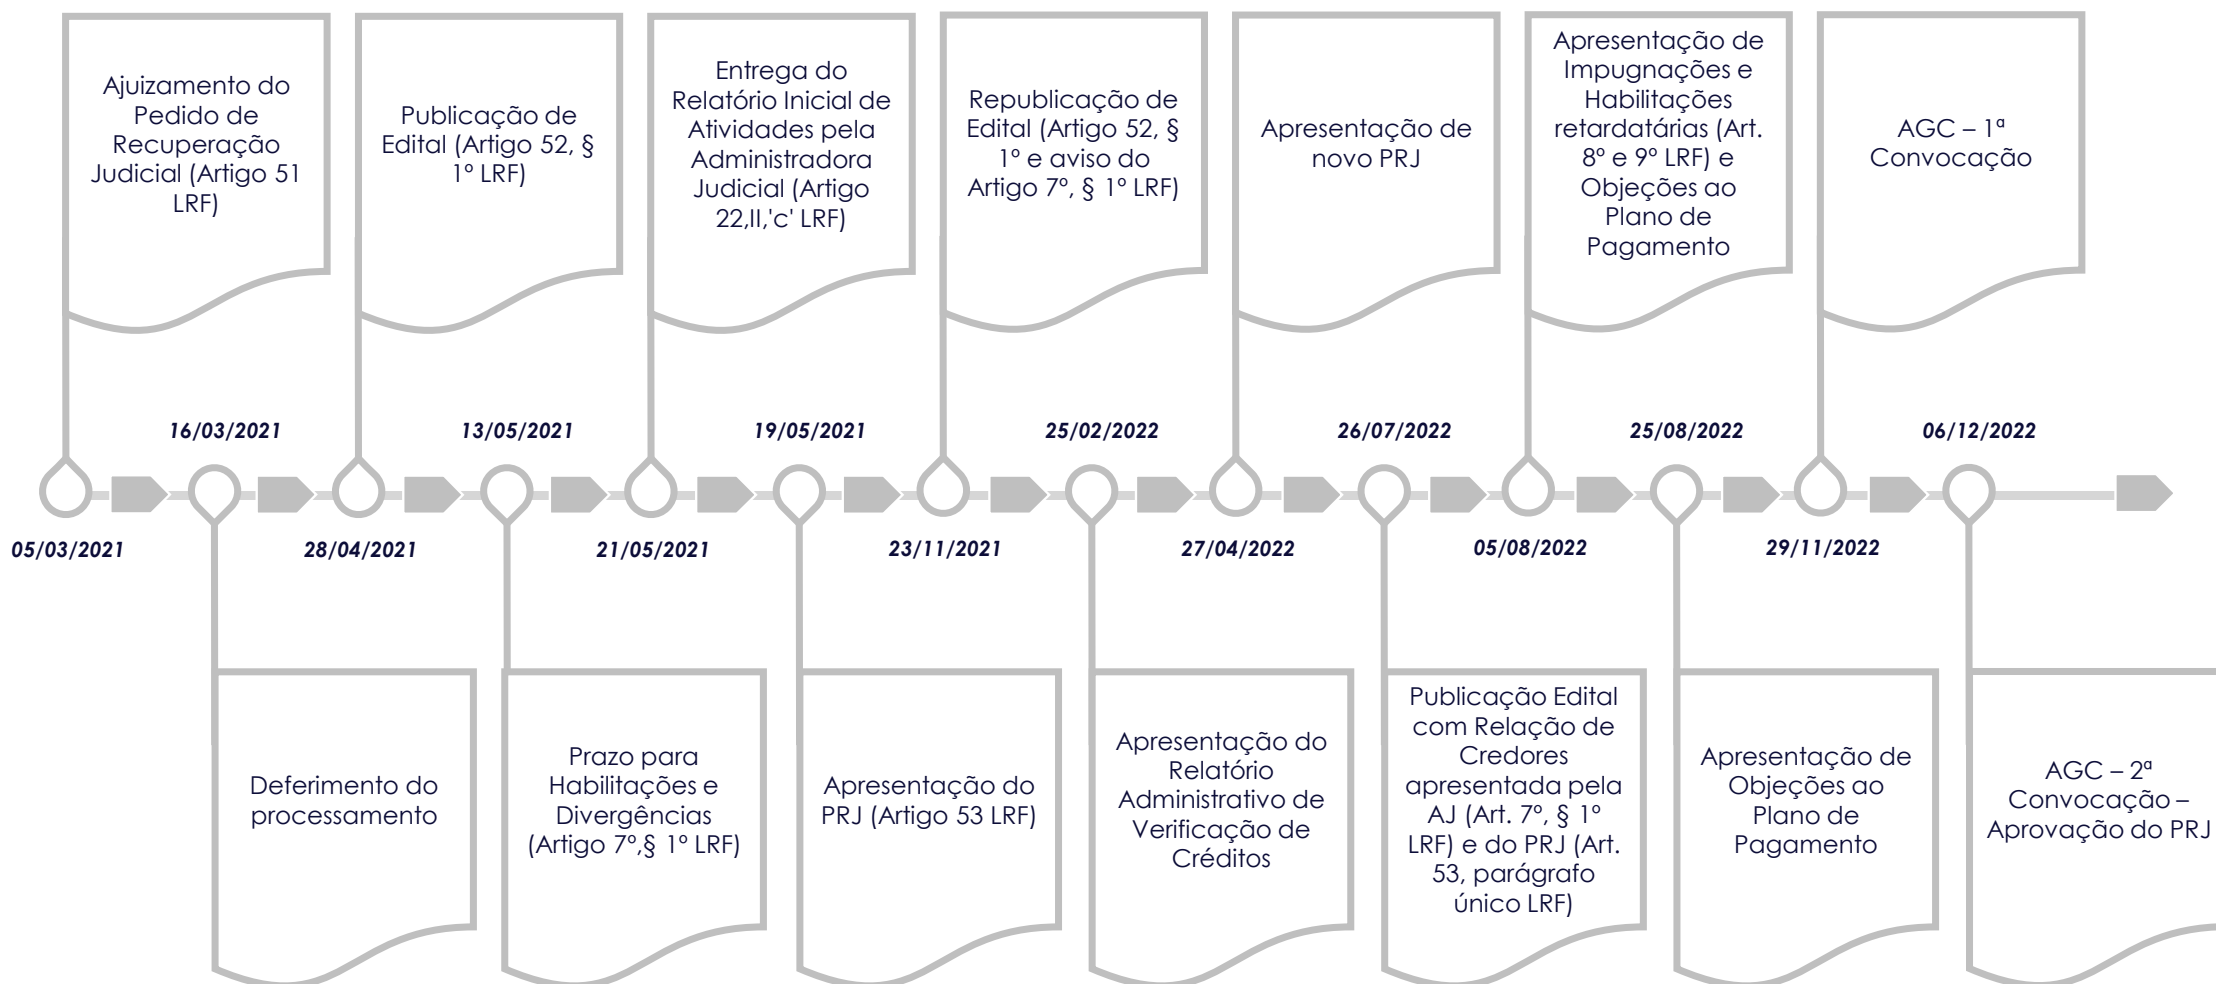 Ajuizamento do
Pedido de
Recuperação
Judicial (Artigo 51
LRF)
Publicação de
Edital (Artigo 52, §
1º LRF)
Entrega do
Relatório Inicial de
Atividades pela
Administradora
Judicial (Artigo
22,II,'c' LRF)
Republicação de
Edital (Artigo 52, §
1º e aviso do
Artigo 7º, § 1º LRF)
Apresentação de
novo PRJ
Apresentação de
Impugnações e
Habilitações
retardatárias (Art.
8º e 9º LRF) e
Objeções ao
Plano de
Pagamento
AGC – 1ª
Convocação
16/03/2021
13/05/2021
19/05/2021
25/02/2022
26/07/2022
25/08/2022
06/12/2022
05/03/2021
28/04/2021
21/05/2021
23/11/2021
27/04/2022
05/08/2022
29/11/2022
Deferimento do
processamento
Prazo para
Habilitações e
Divergências
(Artigo 7º,§ 1º LRF)
Apresentação do
PRJ (Artigo 53 LRF)
Apresentação do
Relatório
Administrativo de
Verificação de
Créditos
Publicação Edital
com Relação de
Credores
apresentada pela
AJ (Art. 7º, § 1º
LRF) e do PRJ (Art.
53, parágrafo
único LRF)
Apresentação de
Objeções ao
Plano de
Pagamento
AGC – 2ª
Convocação –
Aprovação do PRJ